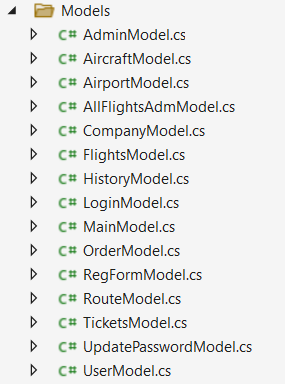 Models
C# AdminModel.cs
C# AircraftModel.cs
C# AirportModel.cs
C# AllFlightsAdmModel.cs
C# CompanyModel.cs
C# FlightsModel.cs
C# HistoryModel.cs
C# LoginModel.cs
C# MainModel.cs
C# OrderModel.cs
C# RegFormModel.cs
C# RouteModel.cs
C# TicketsModel.cs
C# UpdatePasswordModel.cs
C# UserModel.cs